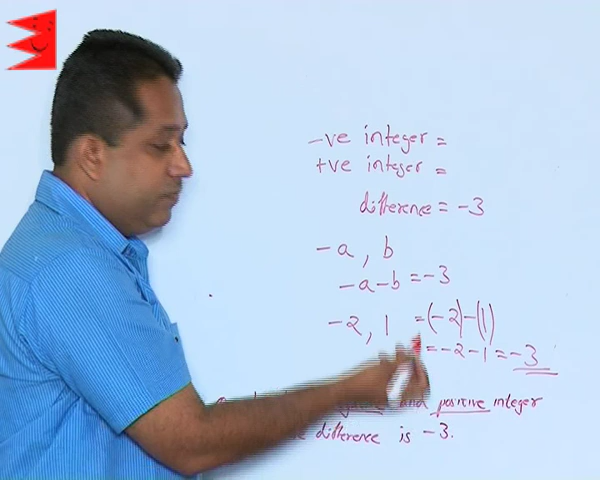 -ve integer =
+ve integer =
difference = -3
-a, b
-a-b = -3
-2, 1 = (-2)-(1)
= -2-1 = -3
and positive integer
difference is -3.